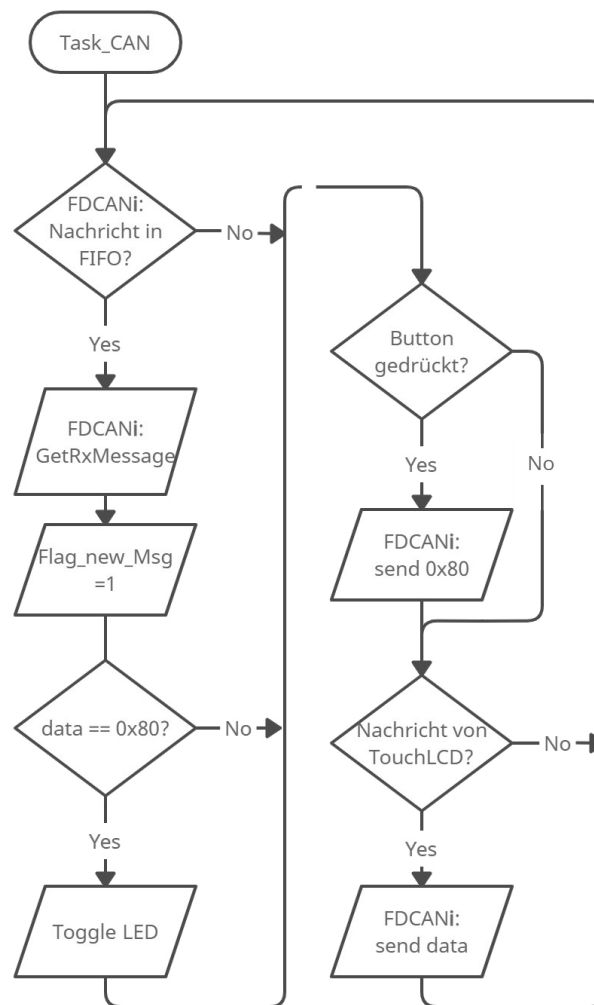 Task_CAN
FDCANi:
Nachricht in
FIFO?
No
Yes
FDCANi:
GetRxMessage
Flag_new_Msg
=1
data == 0x80?
No
Yes
Toggle LED
Button
gedrückt?
No
Yes
FDCANi:
send 0x80
Nachricht von
TouchLCD?
No
Yes
FDCANi:
send data